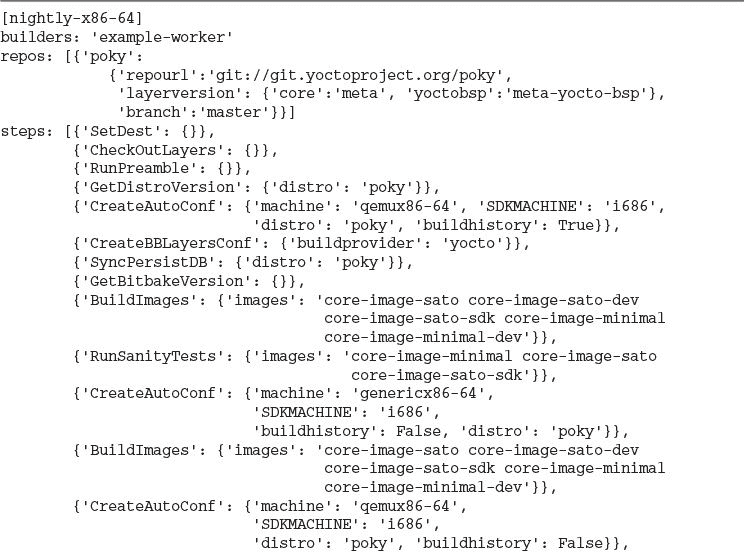 [nightly-x86-64]
builders: 'example-worker'
repos: [{'poky':
            {'repourl':'git://git.yoctoproject.org/poky',
             'layerversion': {'core':'meta', 'yoctobsp':'meta-yocto-bsp'},
             'branch':'master'}}]
steps: [{'SetDest': {}},
        {'CheckOutLayers': {}},
        {'RunPreamble': {}},
        {'GetDistroVersion': {'distro': 'poky'}},
        {'CreateAutoConf': {'machine': 'qemux86-64', 'SDKMACHINE': 'i686',
                            'distro': 'poky', 'buildhistory': True}},
        {'CreateBBLayersConf': {'buildprovider': 'yocto'}},
        {'SyncPersistDB': {'distro': 'poky'}},
        {'GetBitbakeVersion': {}},
        {'BuildImages': {'images': 'core-image-sato core-image-sato-dev
                                    core-image-sato-sdk core-image-minimal
                                    core-image-minimal-dev'}},
        {'RunSanityTests': {'images': 'core-image-minimal core-image-sato
                                       core-image-sato-sdk'}},
        {'CreateAutoConf': {'machine': 'genericx86-64',
                            'SDKMACHINE': 'i686',
                            'buildhistory': False, 'distro': 'poky'}},
        {'BuildImages': {'images': 'core-image-sato core-image-sato-dev
                                    core-image-sato-sdk core-image-minimal
                                    core-image-minimal-dev'}},
        {'CreateAutoConf': {'machine': 'qemux86-64',
                            'SDKMACHINE': 'i686',
                            'distro': 'poky', 'buildhistory': False}},